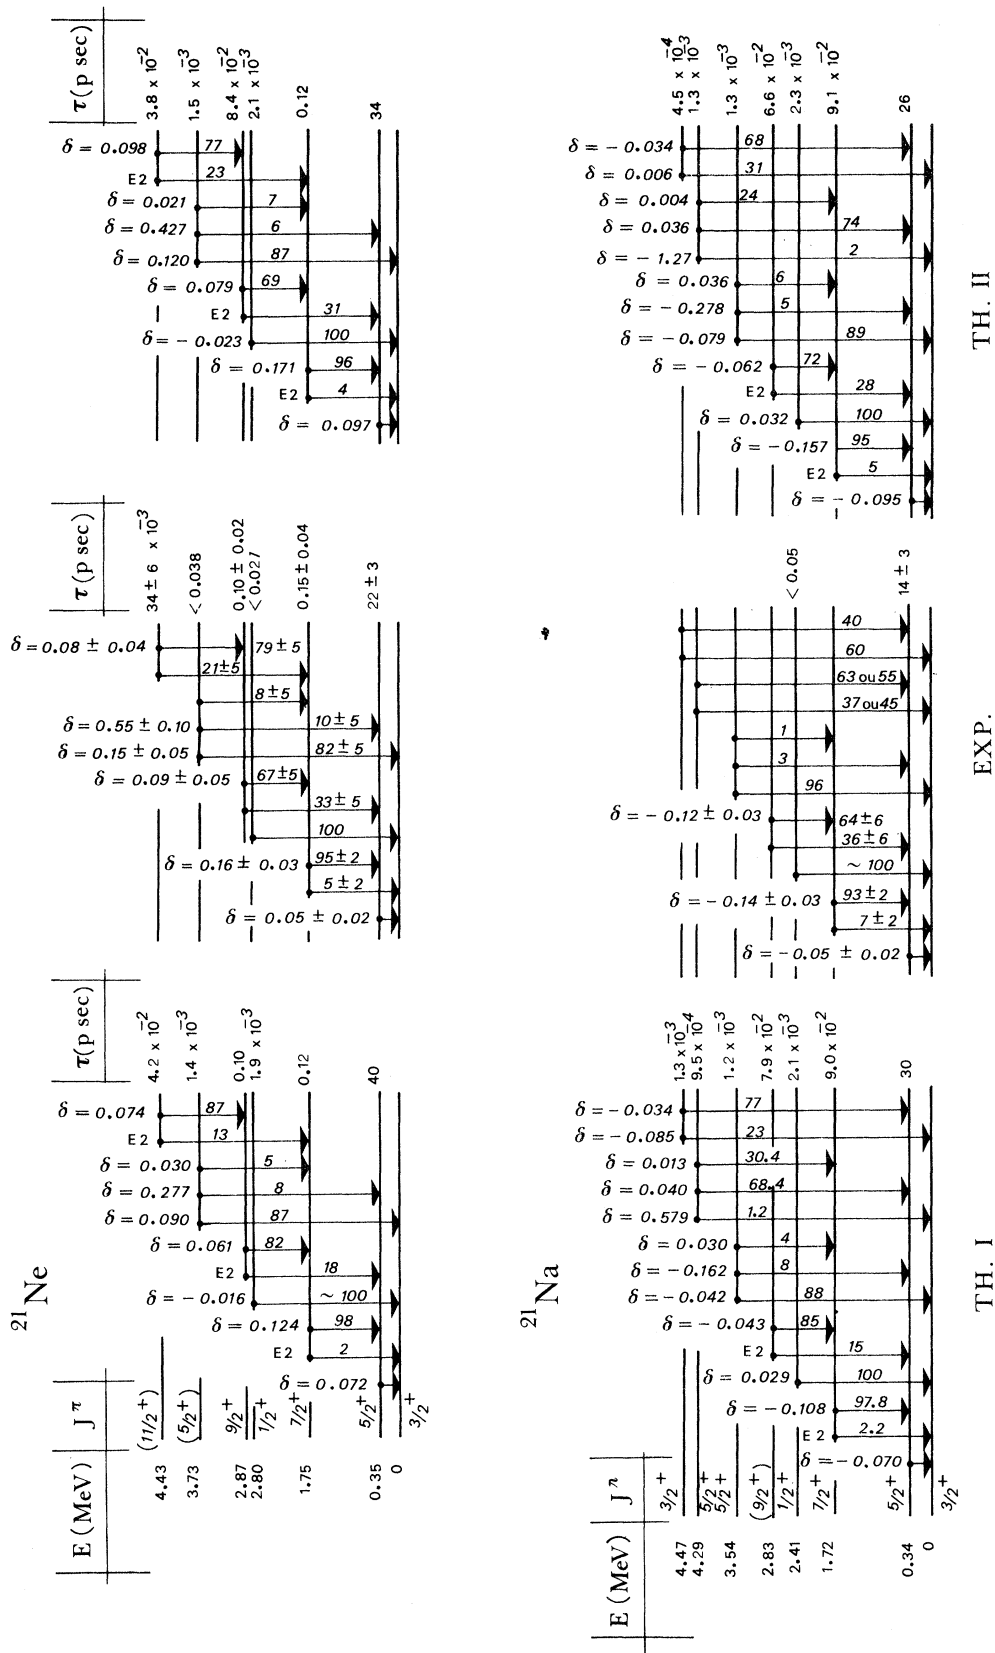 ²¹Ne
E (MeV) J^π τ(p sec) τ(p sec) τ(p sec)
4.43 (11/2⁺) 4.2 x 10⁻² 34 ± 6 x 10⁻³ 3.8 x 10⁻²
3.73 (5/2⁺) 1.4 x 10⁻³ < 0.038 1.5 x 10⁻³
2.87 9/2⁺ 0.10 0.10 ± 0.02 8.4 x 10⁻²
2.80 1/2⁺ 1.9 x 10⁻³ < 0.027 2.1 x 10⁻³
1.75 7/2⁺ 0.12 0.15 ± 0.04 0.12
0.35 5/2⁺ 40 22 ± 3 34
0 3/2⁺
δ = 0.074 87
E2 13
δ = 0.030 5
δ = 0.277 8
δ = 0.090 87
δ = 0.061 82
E2 18
δ = - 0.016 ~ 100
δ = 0.124 98
E2 2
δ = 0.072
δ = 0.08 ± 0.04 79 ± 5
21 ± 5
8 ± 5
δ = 0.55 ± 0.10 10 ± 5
δ = 0.15 ± 0.05 82 ± 5
δ = 0.09 ± 0.05 67 ± 5
33 ± 5
100
δ = 0.16 ± 0.03 95 ± 2
5 ± 2
δ = 0.05 ± 0.02
δ = 0.098 77
E2 23
δ = 0.021 7
δ = 0.427 6
δ = 0.120 87
δ = 0.079 69
E2 31
δ = - 0.023 100
δ = 0.171 96
E2 4
δ = 0.097
²¹Na
E (MeV) J^π
4.47 3/2⁺ 1.3 x 10⁻³ 4.5 x 10⁻⁴
4.29 5/2⁺ 9.5 x 10⁻⁴ 1.3 x 10⁻³
3.54 5/2⁺ 1.2 x 10⁻³ 1.3 x 10⁻³
2.83 (9/2⁺) 7.9 x 10⁻² 6.6 x 10⁻²
2.41 1/2⁺ 2.1 x 10⁻³ < 0.05 2.3 x 10⁻³
1.72 7/2⁺ 9.0 x 10⁻² 9.1 x 10⁻²
0.34 5/2⁺ 30 14 ± 3 26
0 3/2⁺
δ = - 0.034 77
δ = - 0.085 23
δ = 0.013 30.4
δ = 0.040 68.4
δ = 0.579 1.2
δ = 0.030 4
δ = - 0.162 8
δ = - 0.042 88
δ = - 0.043 85
E2 15
δ = 0.029 100
δ = - 0.108 97.8
E2 2.2
δ = - 0.070
40
60
63 ou 55
37 ou 45
1
3
96
δ = - 0.12 ± 0.03 64 ± 6
36 ± 6
~ 100
δ = - 0.14 ± 0.03 93 ± 2
7 ± 2
δ = - 0.05 ± 0.02
δ = - 0.034 68
δ = 0.006 31
δ = 0.004 24
δ = 0.036 74
δ = - 1.27 2
δ = 0.036 6
δ = - 0.278 5
δ = - 0.079 89
δ = - 0.062 72
E2 28
δ = 0.032 100
δ = - 0.157 95
E2 5
δ = - 0.095
TH. I EXP. TH. II